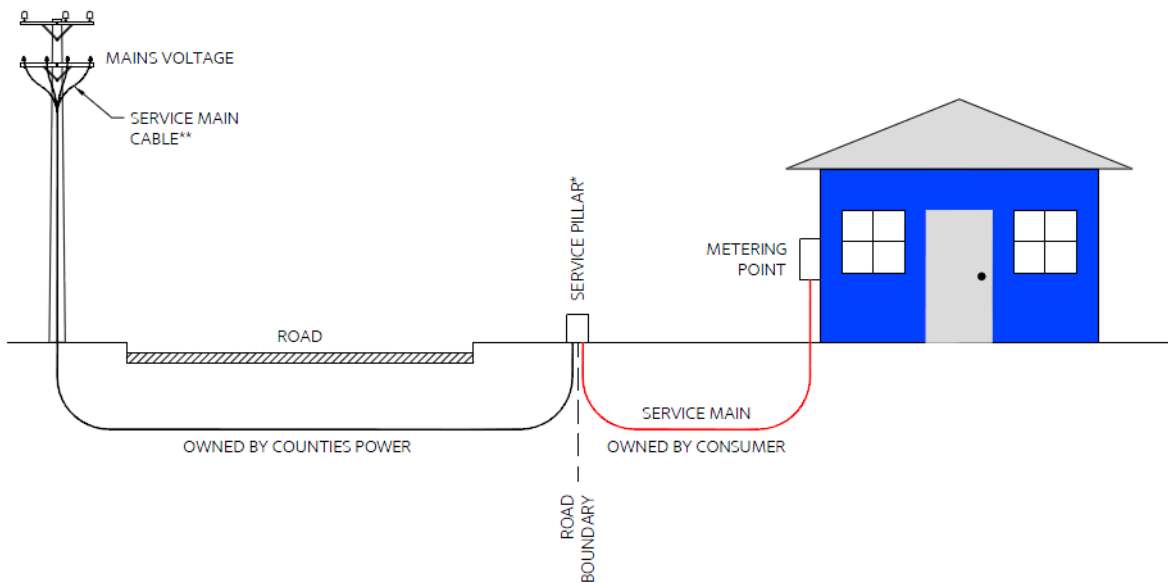 MAINS VOLTAGE
SERVICE MAIN
CABLE**
SERVICE PILLAR*
METERING
POINT
ROAD
SERVICE MAIN
OWNED BY COUNTIES POWER
OWNED BY CONSUMER
ROAD
BOUNDARY